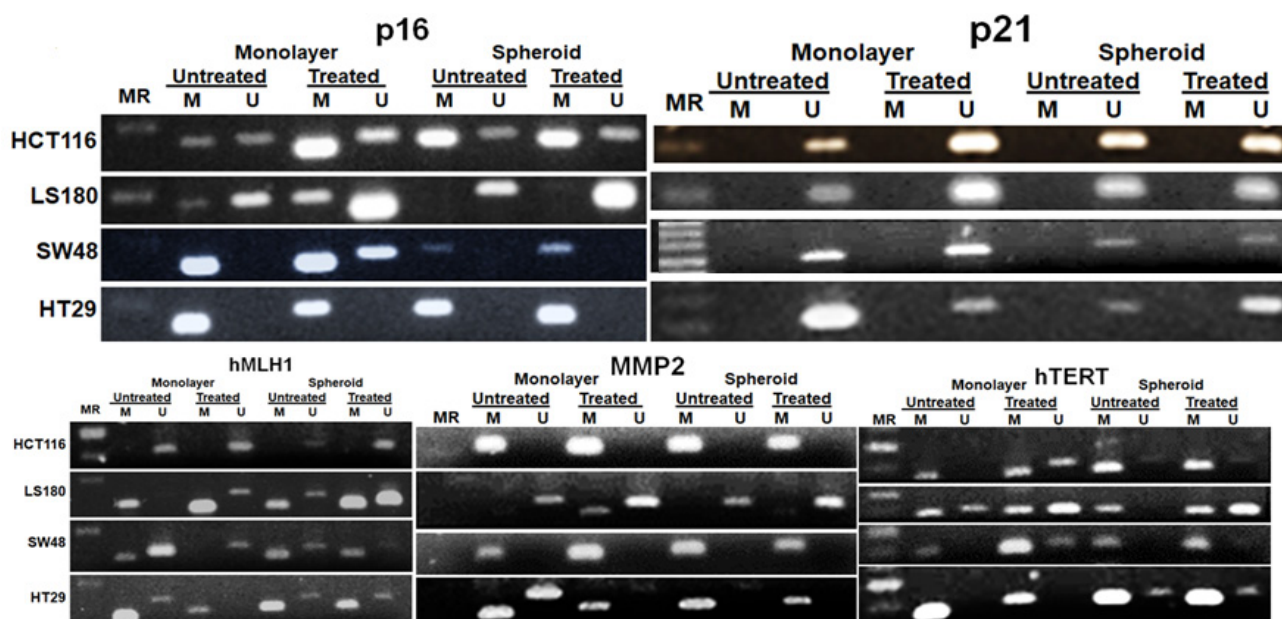 p16
Monolayer Spheroid
Untreated Treated Untreated Treated
MR M U M U M U M U
HCT116
LS180
SW48
HT29
p21
Monolayer Spheroid
Untreated Treated Untreated Treated
MR M U M U M U M U
hMLH1
Monolayer Spheroid
Untreated Treated Untreated Treated
MR M U M U M U M U
HCT116
LS180
SW48
HT29
MMP2
Monolayer Spheroid
Untreated Treated Untreated Treated
MR M U M U M U M U
hTERT
Monolayer Spheroid
Untreated Treated Untreated Treated
MR M U M U M U M U